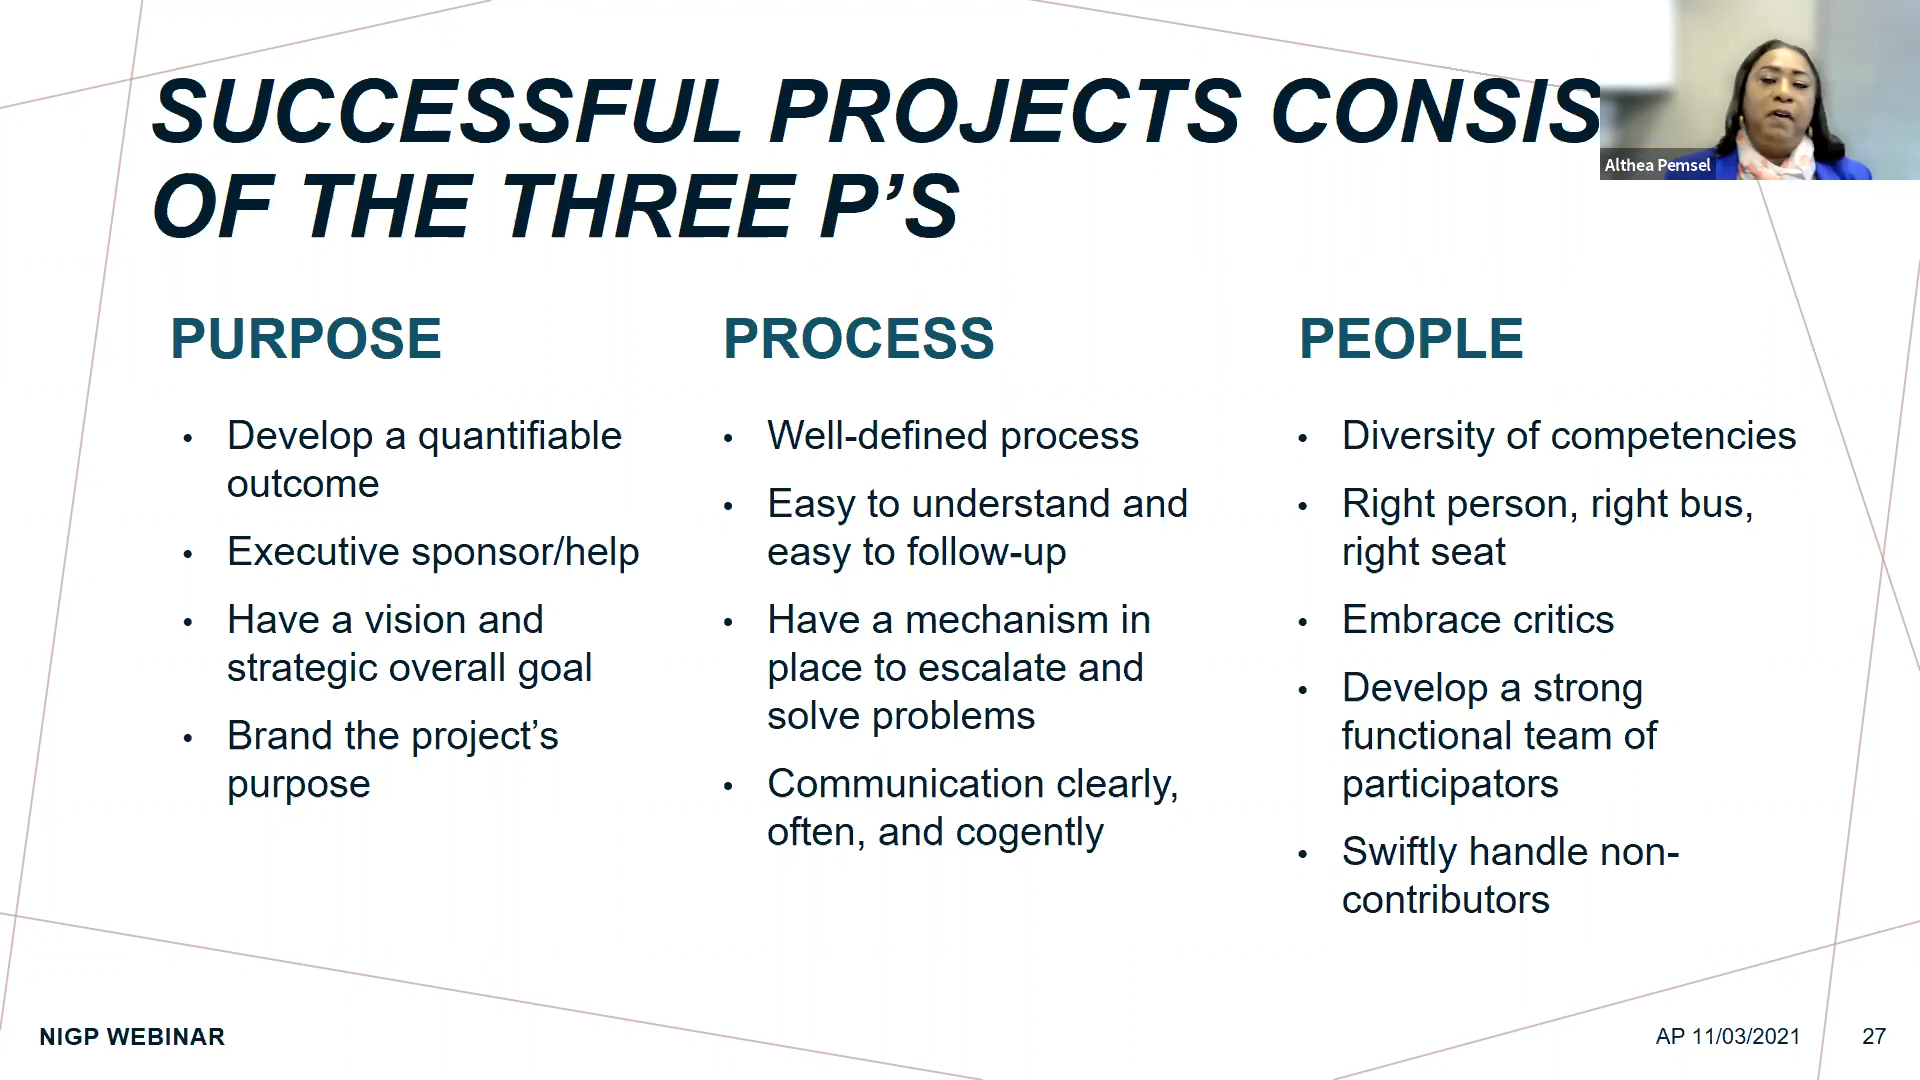 SUCCESSFUL PROJECTS CONSIS
OF THE THREE P’S
Althea Pemsel
PURPOSE
• Develop a quantifiable
outcome
• Executive sponsor/help
• Have a vision and
strategic overall goal
• Brand the project’s
purpose
PROCESS
• Well-defined process
• Easy to understand and
easy to follow-up
• Have a mechanism in
place to escalate and
solve problems
• Communication clearly,
often, and cogently
PEOPLE
• Diversity of competencies
• Right person, right bus,
right seat
• Embrace critics
• Develop a strong
functional team of
participators
• Swiftly handle non-
contributors
NIGP WEBINAR
AP 11/03/2021
27